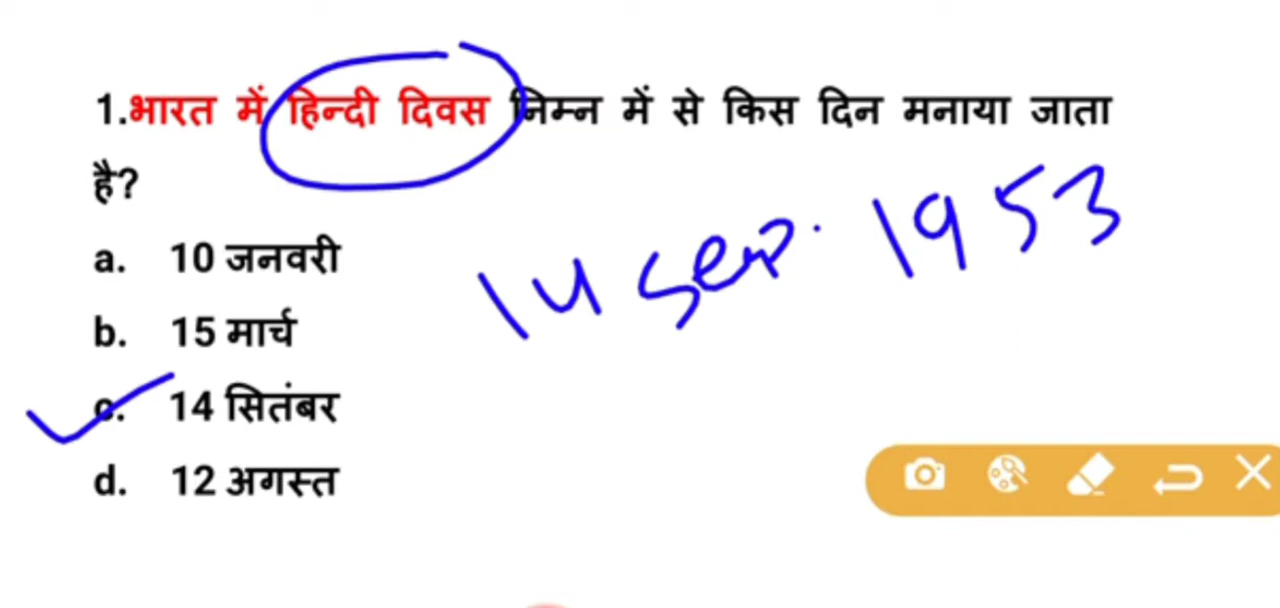 1.भारत में हिन्दी दिवस निम्न में से किस दिन मनाया जाता
है?
a. 10 जनवरी
14 Sep. 1953
b. 15 मार्च
c. 14 सितंबर
d. 12 अगस्त